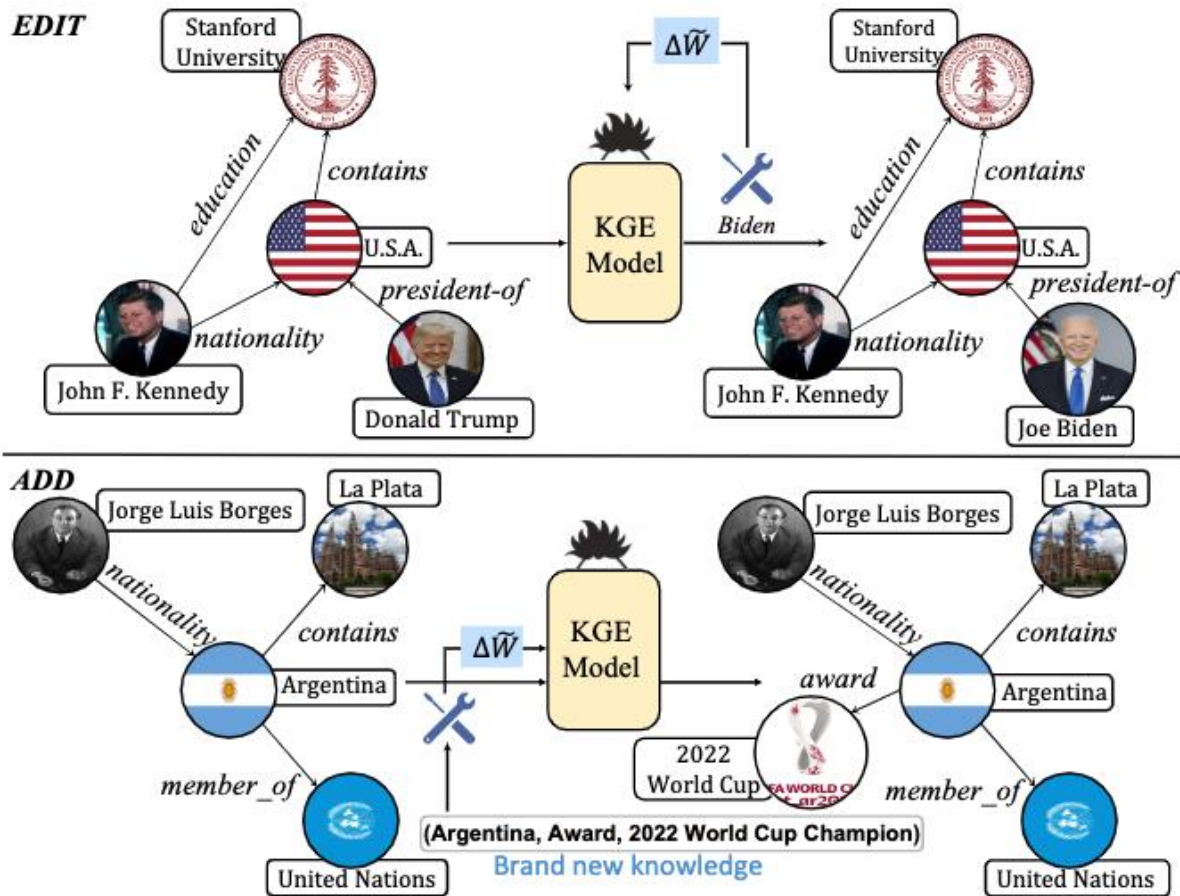 EDIT
Stanford
University
education
contains
U.S.A.
nationality
president-of
John F. Kennedy
Donald Trump
ΔW̃
KGE
Model
Biden
Stanford
University
education
contains
U.S.A.
president-of
nationality
John F. Kennedy
Joe Biden
ADD
Jorge Luis Borges
La Plata
nationality
contains
Argentina
member_of
United Nations
ΔW̃
KGE
Model
(Argentina, Award, 2022 World Cup Champion)
Brand new knowledge
Jorge Luis Borges
La Plata
nationality
contains
award
Argentina
2022
World Cup
FA WORLD CU
member_of
United Nations